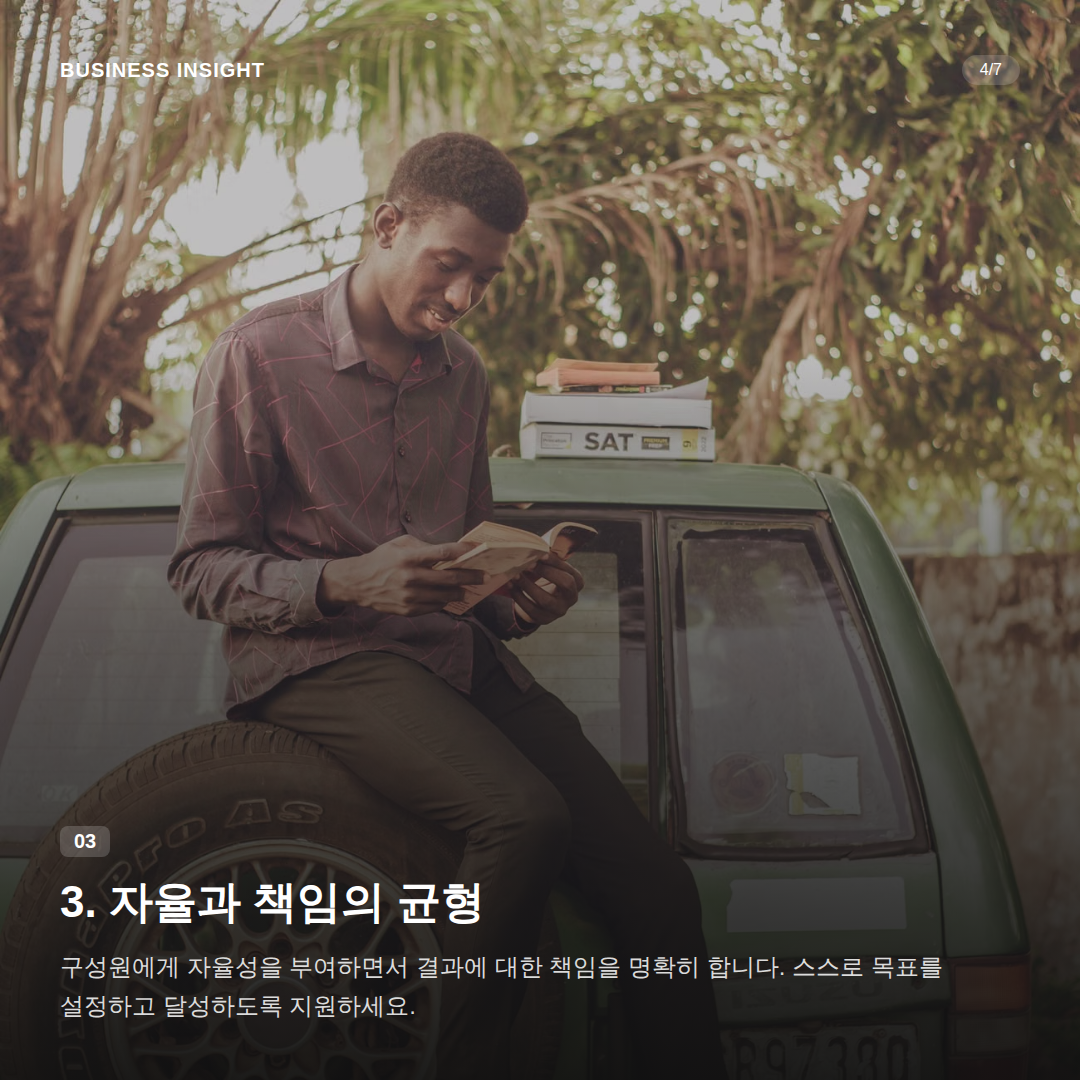 BUSINESS INSIGHT
4/7
SAT
PRO AS
03
3. 자율과 책임의 균형
구성원에게 자율성을 부여하면서 결과에 대한 책임을 명확히 합니다. 스스로 목표를
설정하고 달성하도록 지원하세요.